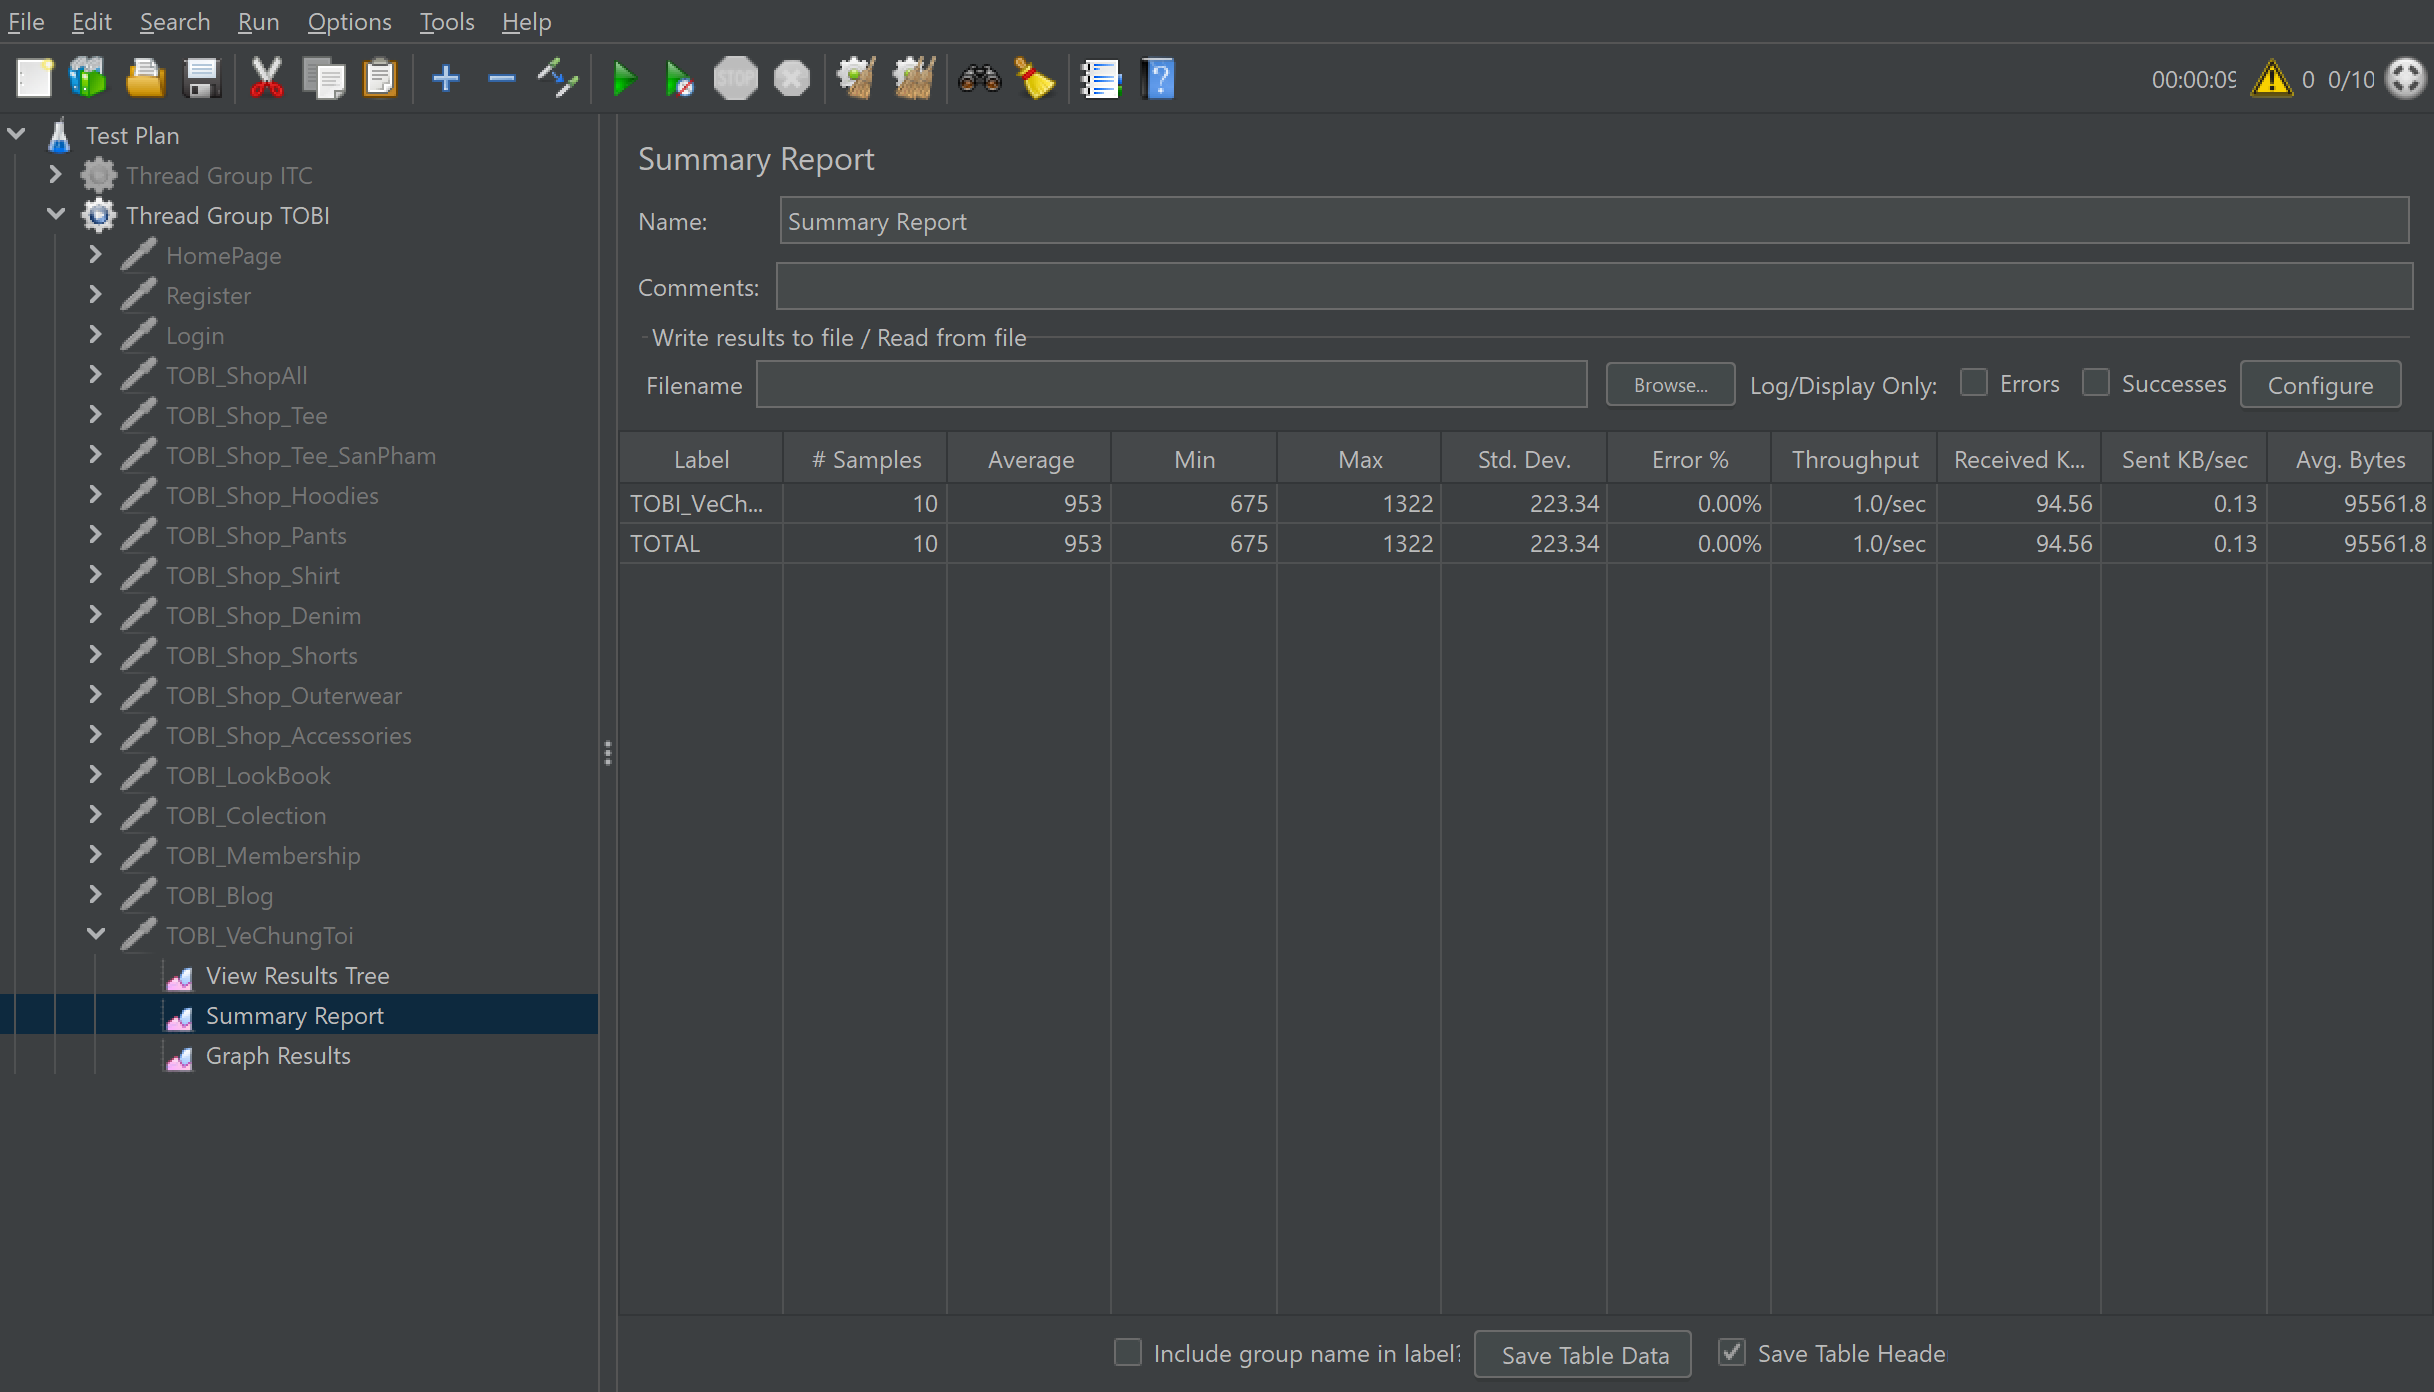 File Edit Search Run Options Tools Help
STOP
00:00:09 0 0/10
Test Plan
Thread Group ITC
Thread Group TOBI
HomePage
Register
Login
TOBI_ShopAll
TOBI_Shop_Tee
TOBI_Shop_Tee_SanPham
TOBI_Shop_Hoodies
TOBI_Shop_Pants
TOBI_Shop_Shirt
TOBI_Shop_Denim
TOBI_Shop_Shorts
TOBI_Shop_Outerwear
TOBI_Shop_Accessories
TOBI_LookBook
TOBI_Colection
TOBI_Membership
TOBI_Blog
TOBI_VeChungToi
View Results Tree
Summary Report
Graph Results
Summary Report
Name: Summary Report
Comments:
Write results to file / Read from file
Filename Browse... Log/Display Only: Errors Successes Configure
Label # Samples Average Min Max Std. Dev. Error % Throughput Received K... Sent KB/sec Avg. Bytes
TOBI_VeCh... 10 953 675 1322 223.34 0.00% 1.0/sec 94.56 0.13 95561.8
TOTAL 10 953 675 1322 223.34 0.00% 1.0/sec 94.56 0.13 95561.8
Include group name in label? Save Table Data Save Table Heade